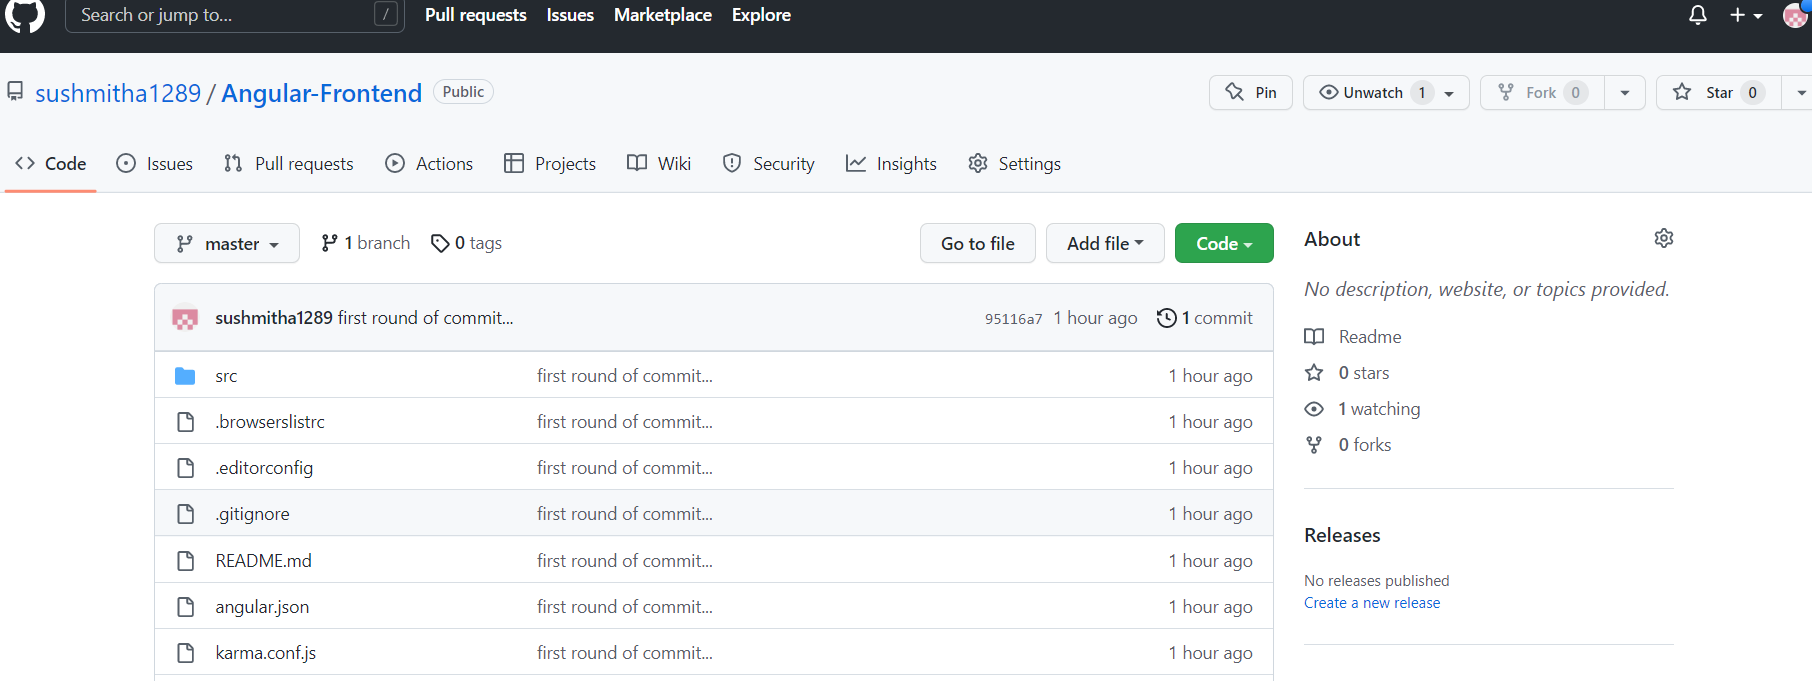 Search or jump to... / Pull requests Issues Marketplace Explore
sushmitha1289 / Angular-Frontend Public Pin Unwatch 1 Fork 0 Star 0
Code Issues Pull requests Actions Projects Wiki Security Insights Settings
master 1 branch 0 tags Go to file Add file Code
About
No description, website, or topics provided.
sushmitha1289 first round of commit... 95116a7 1 hour ago 1 commit
Readme
src first round of commit... 1 hour ago
0 stars
.browserslistrc first round of commit... 1 hour ago
1 watching
.editorconfig first round of commit... 1 hour ago
0 forks
.gitignore first round of commit... 1 hour ago
Releases
README.md first round of commit... 1 hour ago
No releases published
angular.json first round of commit... 1 hour ago
Create a new release
karma.conf.js first round of commit... 1 hour ago